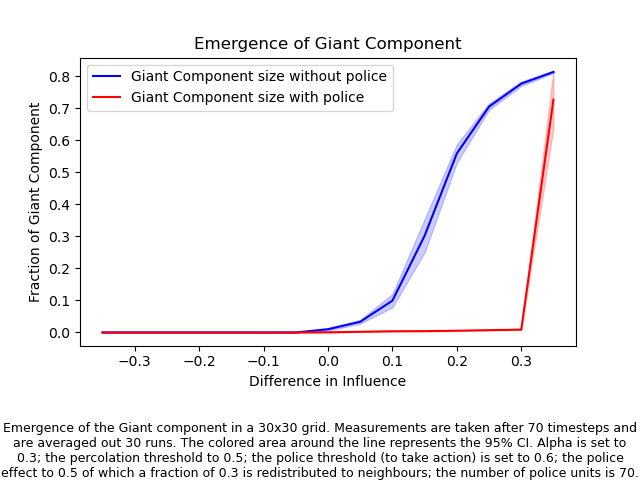 Emergence of Giant Component
Giant Component size without police
Giant Component size with police
Fraction of Giant Component
0.8
0.7
0.6
0.5
0.4
0.3
0.2
0.1
0.0
−0.3
−0.2
−0.1
0.0
0.1
0.2
0.3
Difference in Influence
Emergence of the Giant component in a 30x30 grid. Measurements are taken after 70 timesteps and
are averaged out 30 runs. The colored area around the line represents the 95% CI. Alpha is set to
0.3; the percolation threshold to 0.5; the police threshold (to take action) is set to 0.6; the police
effect to 0.5 of which a fraction of 0.3 is redistributed to neighbours; the number of police units is 70.